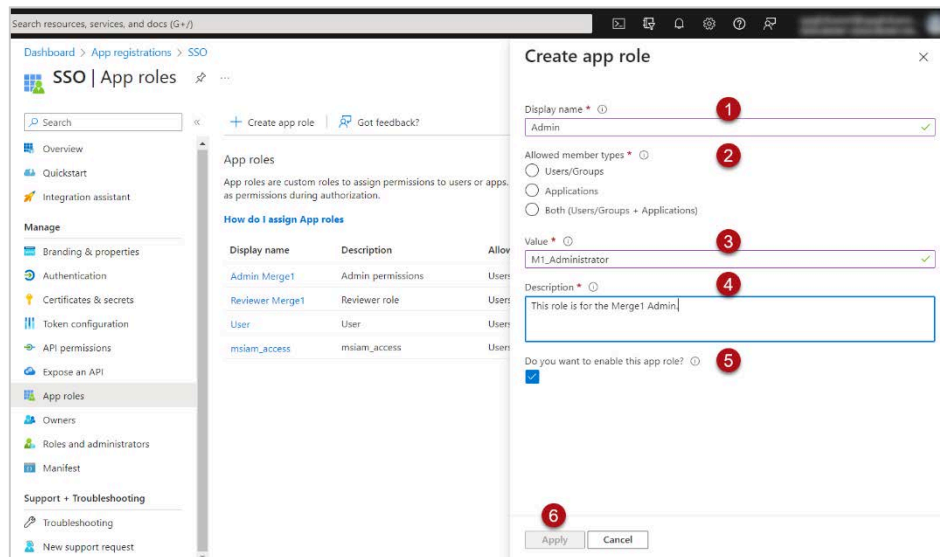 Search resources, services, and docs (G+/)
Dashboard > App registrations > SSO
SSO | App roles
Search
Overview
Quickstart
Integration assistant
Manage
Branding & properties
Authentication
Certificates & secrets
Token configuration
API permissions
Expose an API
App roles
Owners
Roles and administrators
Manifest
Support + Troubleshooting
Troubleshooting
New support request
+ Create app role
Got feedback?
App roles
App roles are custom roles to assign permissions to users or apps.
as permissions during authorization.
How do I assign App roles
Display name Description Allow
Admin Merge1 Admin permissions Users
Reviewer Merge1 Reviewer role Users
User User Users
msiam_access msiam_access Users
Create app role
Display name * 1
Admin
Allowed member types * 2
Users/Groups
Applications
Both (Users/Groups + Applications)
Value * 3
M1_Administrator
Description * 4
This role is for the Merge1 Admin.
Do you want to enable this app role? 5
6
Apply Cancel